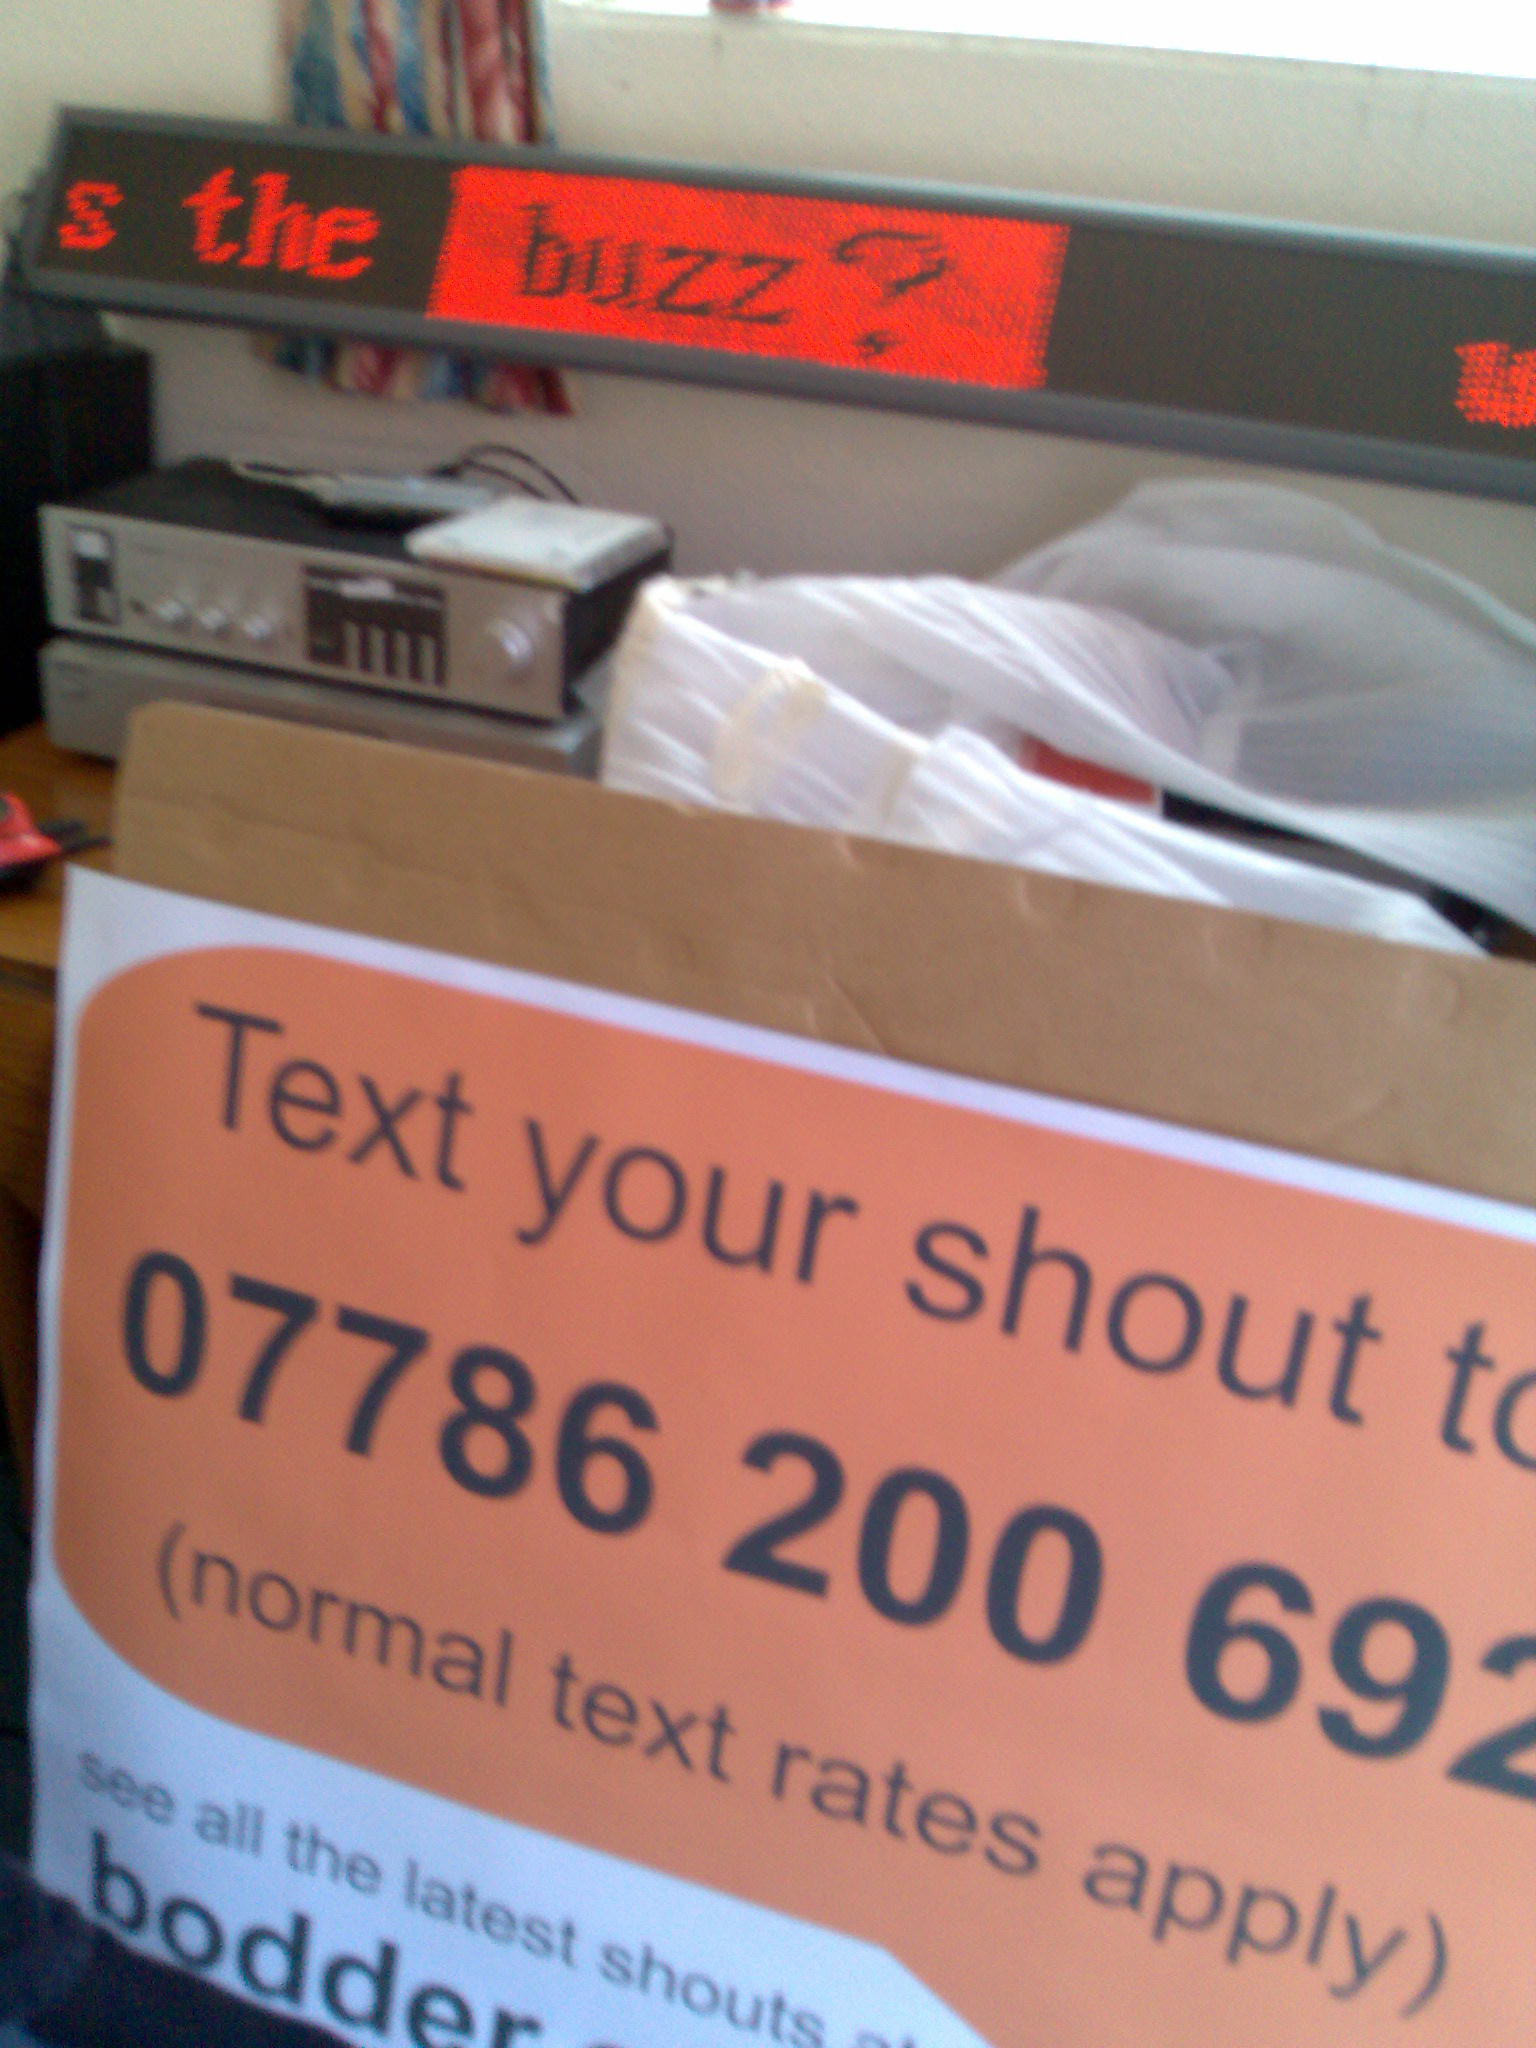 s the buzz?
Text your shout to
07786 200 692
(normal text rates apply)
see all the latest shouts at
bodder